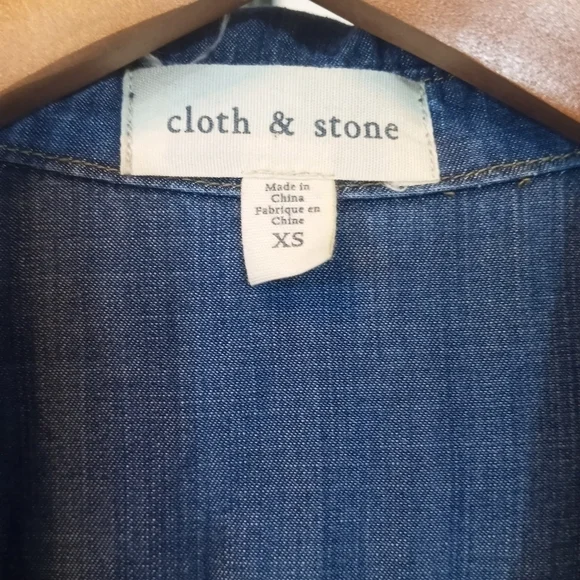 cloth & stone
Made in
China
Fabrique en
Chine
XS